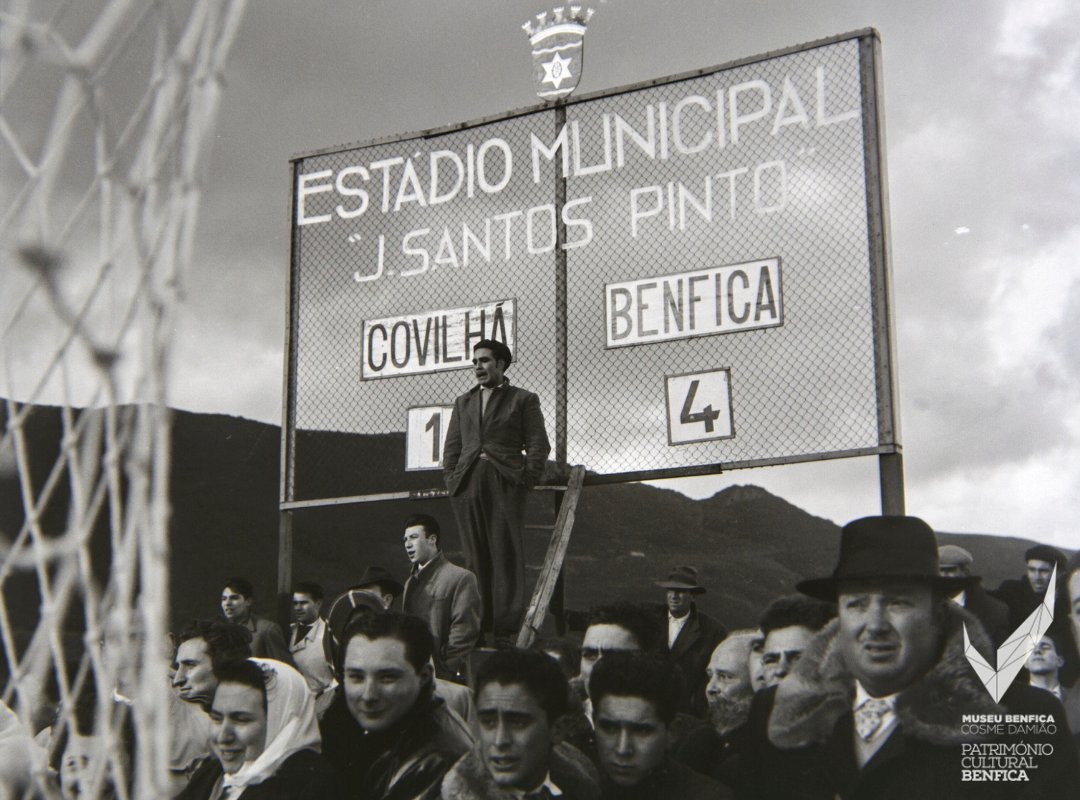 ESTÁDIO MUNICIPAL
"J. SANTOS PINTO"
COVILHÃ BENFICA
1 4
MUSEU BENFICA
COSME DAMIÃO
PATRIMÓNIO
CULTURAL
BENFICA